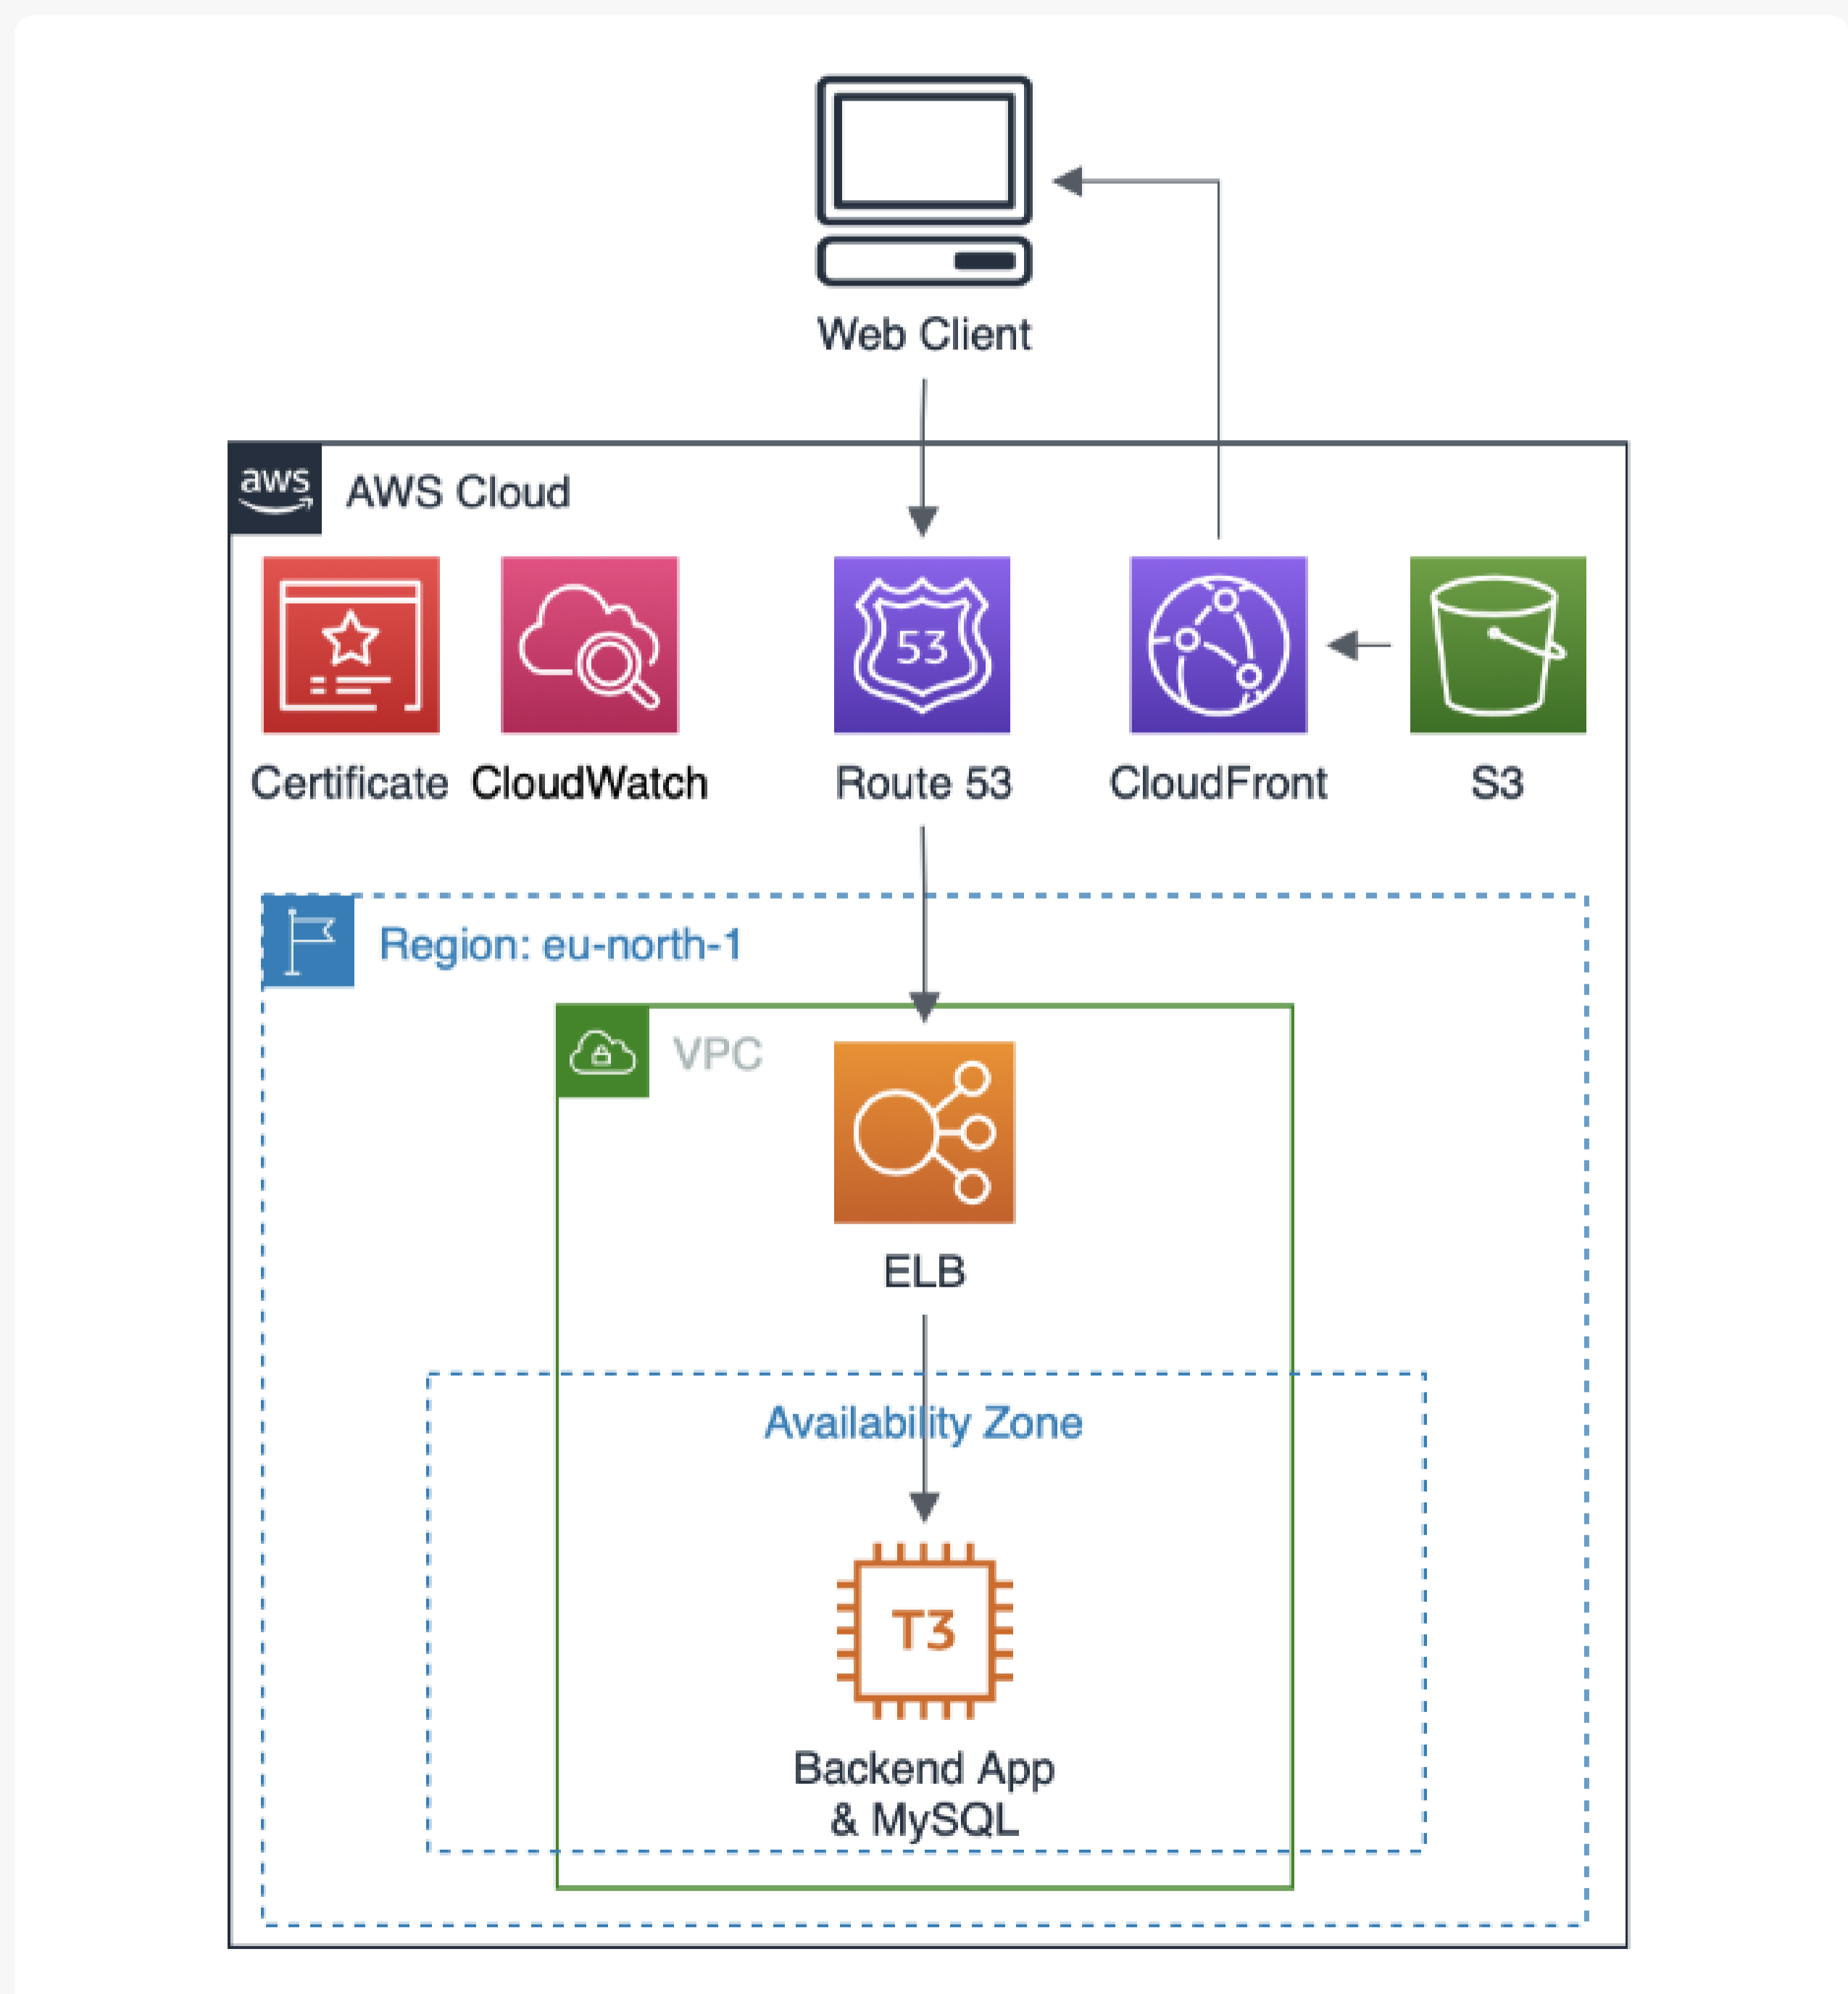 Web Client
aws
AWS Cloud
53
Certificate
CloudWatch
Route 53
CloudFront
S3
Region: eu-north-1
VPC
ELB
Availability Zone
T3
Backend App
& MySQL